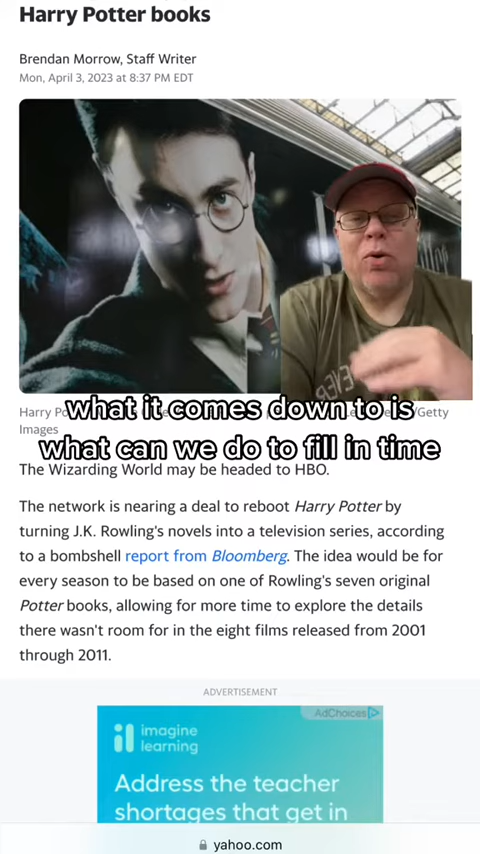 Harry Potter books
Brendan Morrow, Staff Writer
Mon, April 3, 2023 at 8:37 PM EDT
Harry Po
/Getty
Images
what it comes down to is
what can we do to fill in time
The Wizarding World may be headed to HBO.
The network is nearing a deal to reboot Harry Potter by
turning J.K. Rowling's novels into a television series, according
to a bombshell report from Bloomberg. The idea would be for
every season to be based on one of Rowling's seven original
Potter books, allowing for more time to explore the details
there wasn't room for in the eight films released from 2001
through 2011.
ADVERTISEMENT
AdChoices
imagine
learning
Address the teacher
shortages that get in
yahoo.com